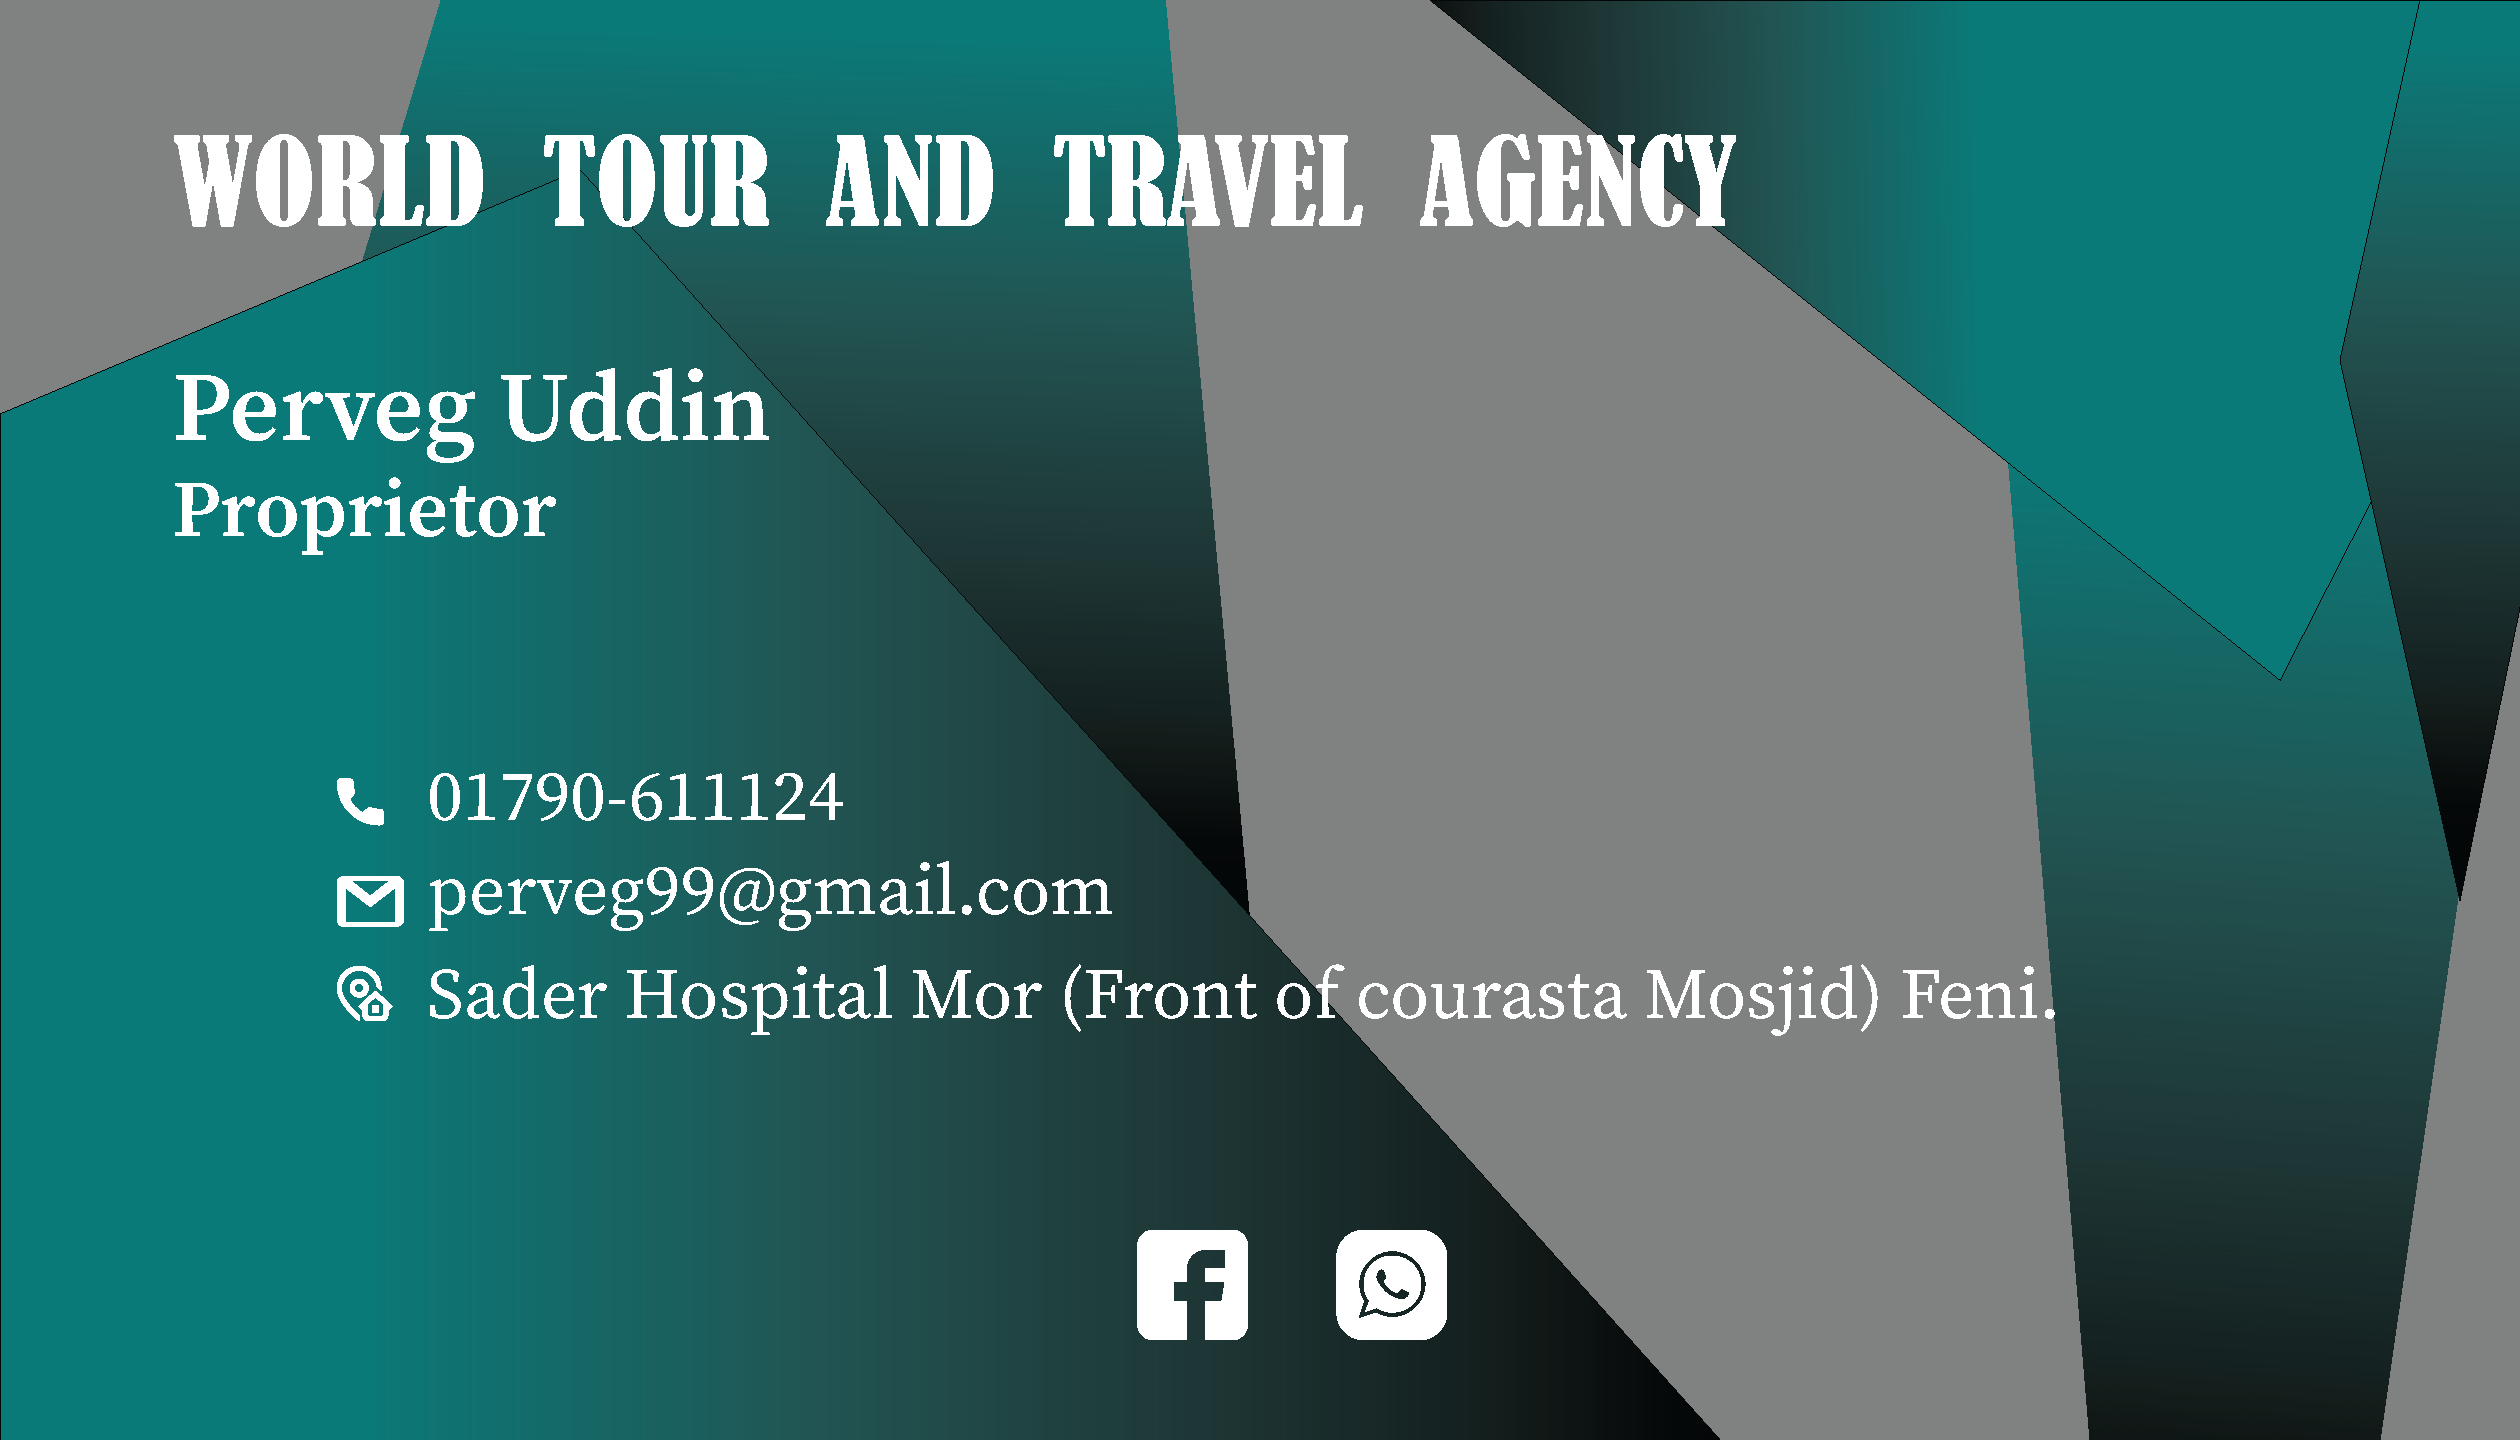 WORLD TOUR AND TRAVEL AGENCY
Perveg Uddin
Proprietor
01790-611124
perveg99@gmail.com
Sader Hospital Mor (Front of courasta Mosjid) Feni.